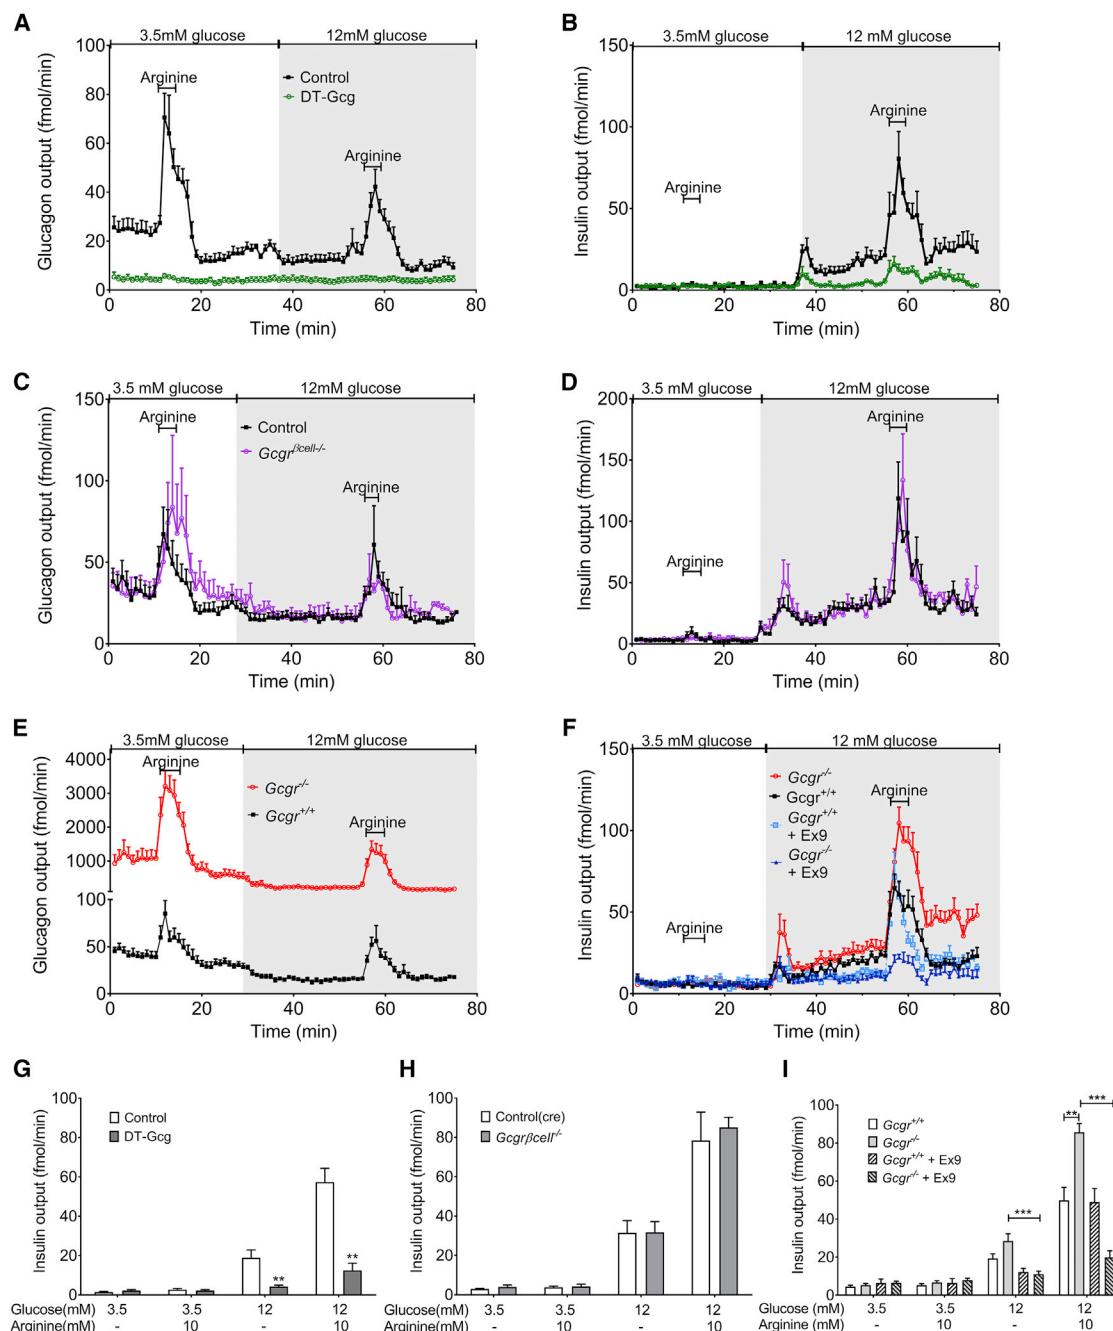 A
3.5mM glucose
12mM glucose
Glucagon output (fmol/min)
100
80
60
40
20
0
Arginine
Arginine
Control
DT-Gcg
0
20
40
60
80
Time (min)
B
3.5mM glucose
12 mM glucose
Insulin output (fmol/min)
150
100
50
0
Arginine
Arginine
0
20
40
60
80
Time (min)
C
3.5 mM glucose
12mM glucose
Glucagon output (fmol/min)
150
100
50
0
Arginine
Arginine
Control
Gcgrβcell-/-
0
20
40
60
80
Time (min)
D
3.5 mM glucose
12mM glucose
Insulin output (fmol/min)
200
150
100
50
0
Arginine
Arginine
0
20
40
60
80
Time (min)
E
3.5mM glucose
12mM glucose
Glucagon output (fmol/min)
4000
3000
2000
1000
100
50
0
Arginine
Arginine
Gcgr-/-
Gcgr+/+
0
20
40
60
80
Time (min)
F
3.5 mM glucose
12 mM glucose
Insulin output (fmol/min)
150
100
50
0
Arginine
Arginine
Gcgr-/-
Gcgr+/+
Gcgr+/+
+ Ex9
Gcgr-/-
+ Ex9
0
20
40
60
80
Time (min)
G
Insulin output (fmol/min)
100
80
60
40
20
0
Control
DT-Gcg
**
**
Glucose(mM) 3.5 3.5 12 12
Arginine(mM) - 10 - 10
H
Insulin output (fmol/min)
100
80
60
40
20
0
Control(cre)
Gcgrβcell-/-
Glucose(mM) 3.5 3.5 12 12
Arginine(mM) - 10 - 10
I
Insulin output (fmol/min)
100
80
60
40
20
0
Gcgr+/+
Gcgr-/-
Gcgr+/+ + Ex9
Gcgr-/- + Ex9
***
**
***
Glucose 3.5 3.5 12 12
(mM)
Arginine - 10 - 10
(mM)